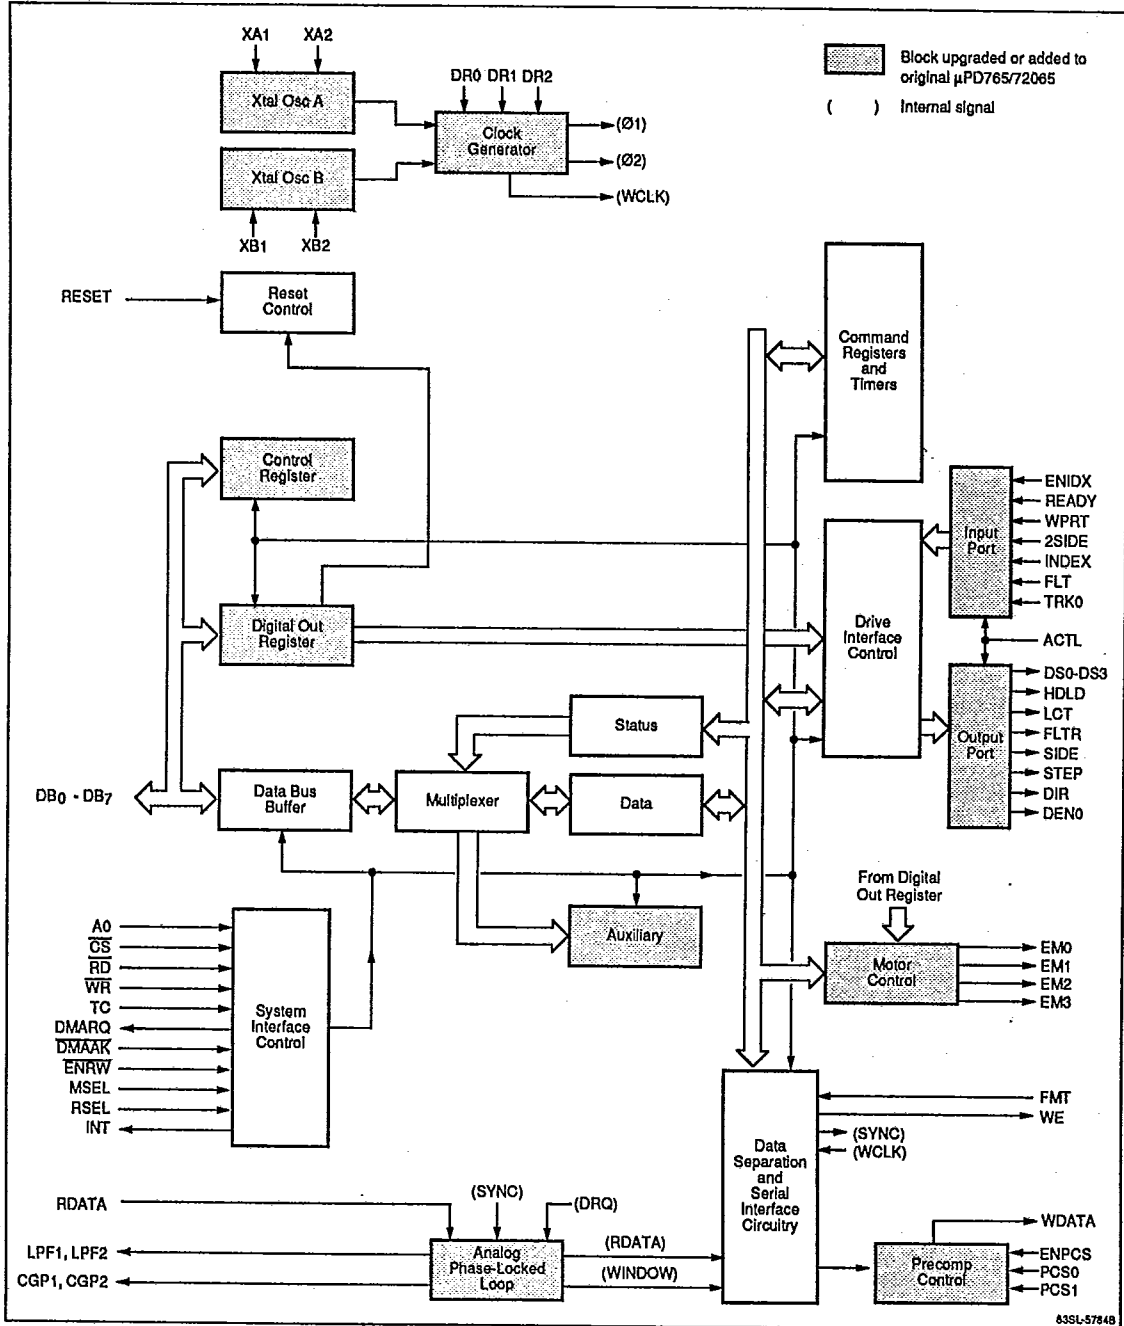 XA1 XA2
Xtal Osc A
DR0 DR1 DR2
Clock
Generator
(Ø1)
(Ø2)
(WCLK)
Xtal Osc B
XB1 XB2
Block upgraded or added to
original µPD765/72065
( ) Internal signal
RESET
Reset
Control
Command
Registers
and
Timers
Control
Register
Digital Out
Register
Input
Port
ENIDX
READY
WPRT
2SIDE
INDEX
FLT
TRK0
ACTL
Drive
Interface
Control
Output
Port
DS0-DS3
HDLD
LCT
FLTR
SIDE
STEP
DIR
DEN0
Status
DB0 - DB7
Data Bus
Buffer
Multiplexer
Data
Auxiliary
From Digital
Out Register
Motor
Control
EM0
EM1
EM2
EM3
A0
CS
RD
WR
TC
DMARQ
DMAAK
ENRW
MSEL
RSEL
INT
System
Interface
Control
Data
Separation
and
Serial
Interface
Circuitry
FMT
WE
(SYNC)
(WCLK)
RDATA
(SYNC)
(DRQ)
LPF1, LPF2
CGP1, CGP2
Analog
Phase-Locked
Loop
(RDATA)
(WINDOW)
WDATA
Precomp
Control
ENPCS
PCS0
PCS1
83SL-5784B